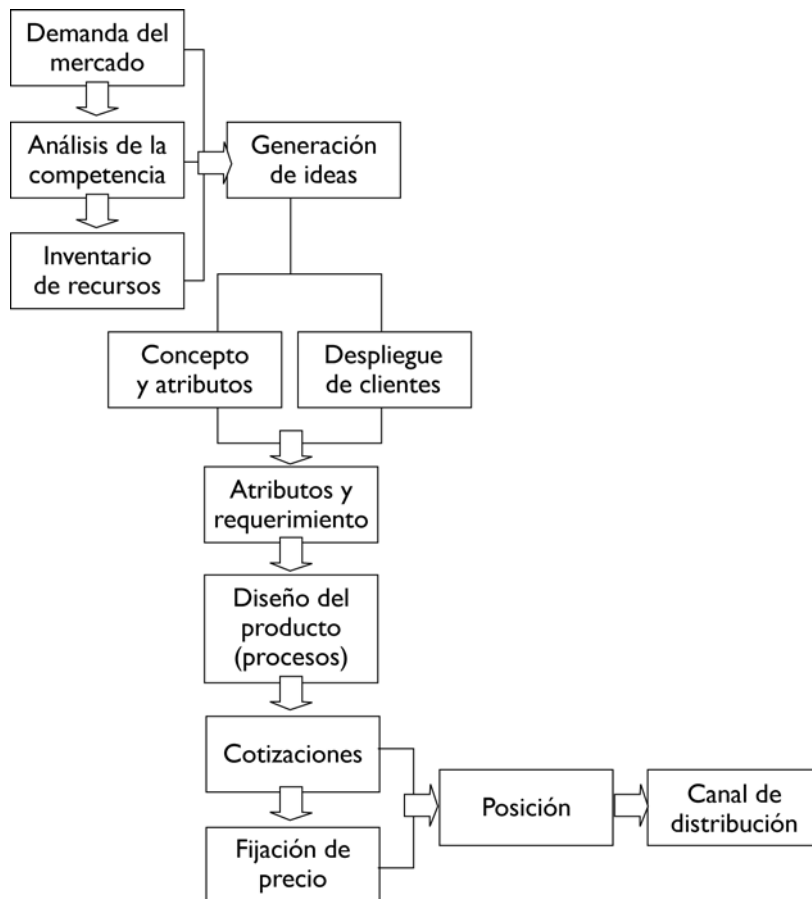 Demanda del
mercado
Análisis de la
competencia
Generación
de ideas
Inventario
de recursos
Concepto
y atributos
Despliegue
de clientes
Atributos y
requerimiento
Diseño del
producto
(procesos)
Cotizaciones
Fijación de
precio
Posición
Canal de
distribución